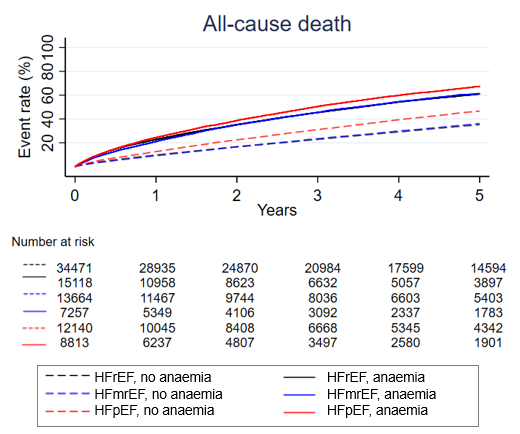 All-cause death
100
80
60
40
20
Event rate (%)
0 1 2 3 4 5
Years
Number at risk
34471 28935 24870 20984 17599 14594
15118 10958 8623 6632 5057 3897
13664 11467 9744 8036 6603 5403
7257 5349 4106 3092 2337 1783
12140 10045 8408 6668 5345 4342
8813 6237 4807 3497 2580 1901
HFrEF, no anaemia HFrEF, anaemia
HFmrEF, no anaemia HFmrEF, anaemia
HFpEF, no anaemia HFpEF, anaemia